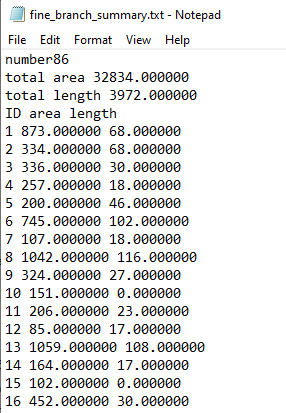 fine_branch_summary.txt - Notepad
File Edit Format View Help
number86
total area 32834.000000
total length 3972.000000
ID area length
1 873.000000 68.000000
2 334.000000 68.000000
3 336.000000 30.000000
4 257.000000 18.000000
5 200.000000 46.000000
6 745.000000 102.000000
7 107.000000 18.000000
8 1042.000000 116.000000
9 324.000000 27.000000
10 151.000000 0.000000
11 206.000000 23.000000
12 85.000000 17.000000
13 1059.000000 108.000000
14 164.000000 17.000000
15 102.000000 0.000000
16 452.000000 30.000000